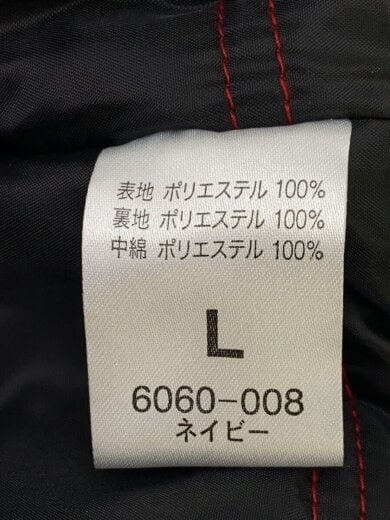 表地 ポリエステル 100%
裏地 ポリエステル 100%
中綿 ポリエステル 100%
L
6060-008
ネイビー